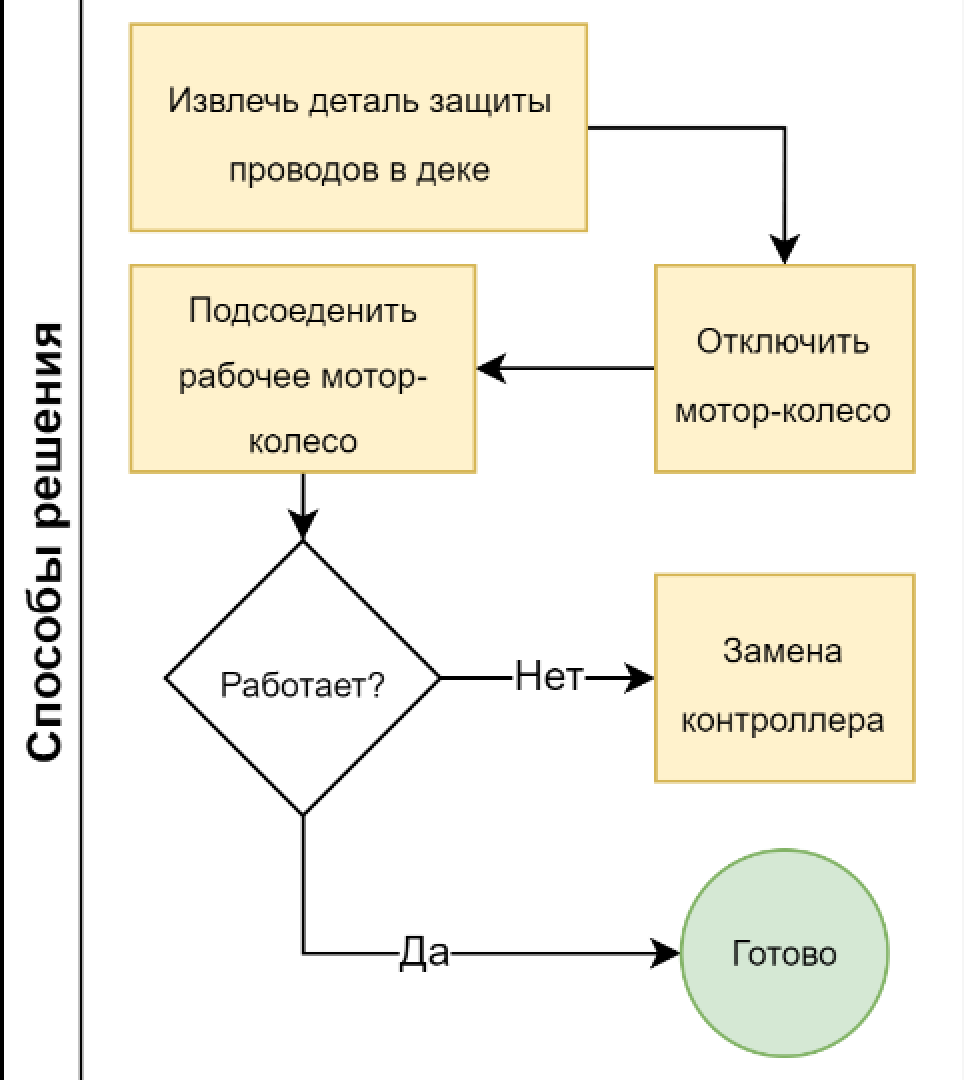 Способы решения
Извлечь деталь защиты
проводов в деке
Отключить
мотор-колесо
Подсоеденить
рабочее мотор-
колесо
Работает?
Нет
Замена
контроллера
Да
Готово